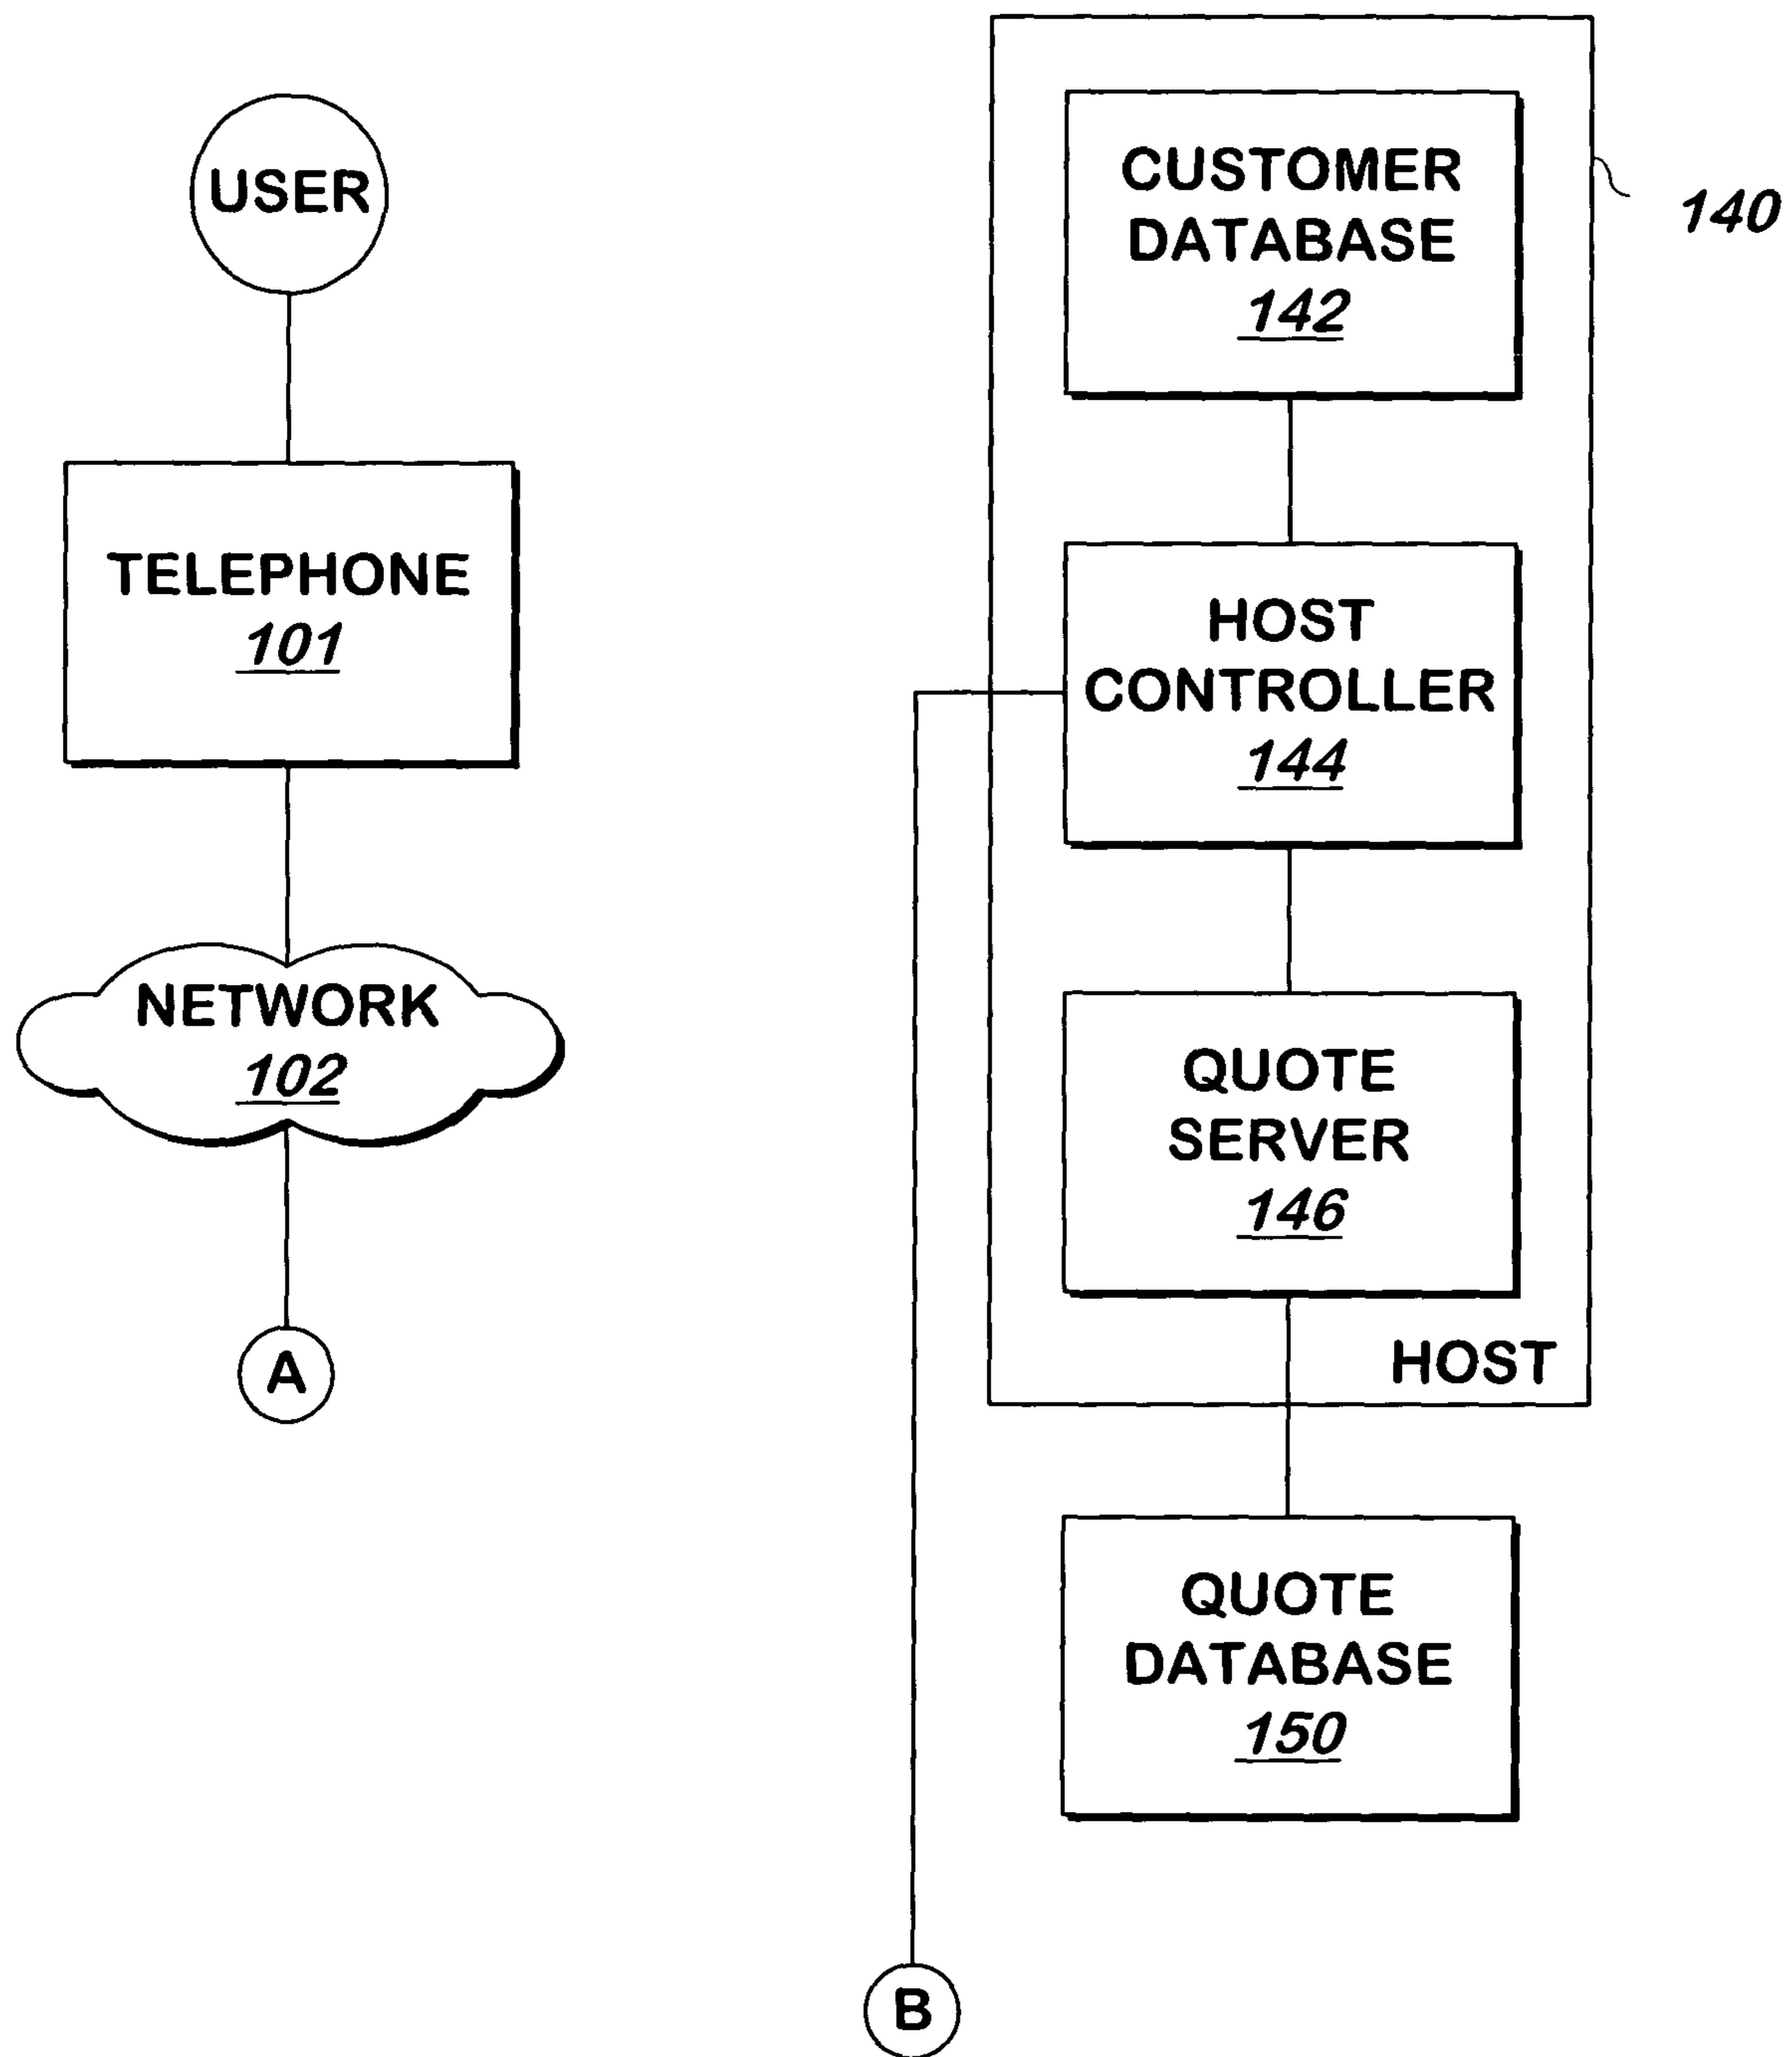 USER
TELEPHONE
101
NETWORK
102
A
CUSTOMER
DATABASE
142
140
HOST
CONTROLLER
144
QUOTE
SERVER
146
HOST
QUOTE
DATABASE
150
B